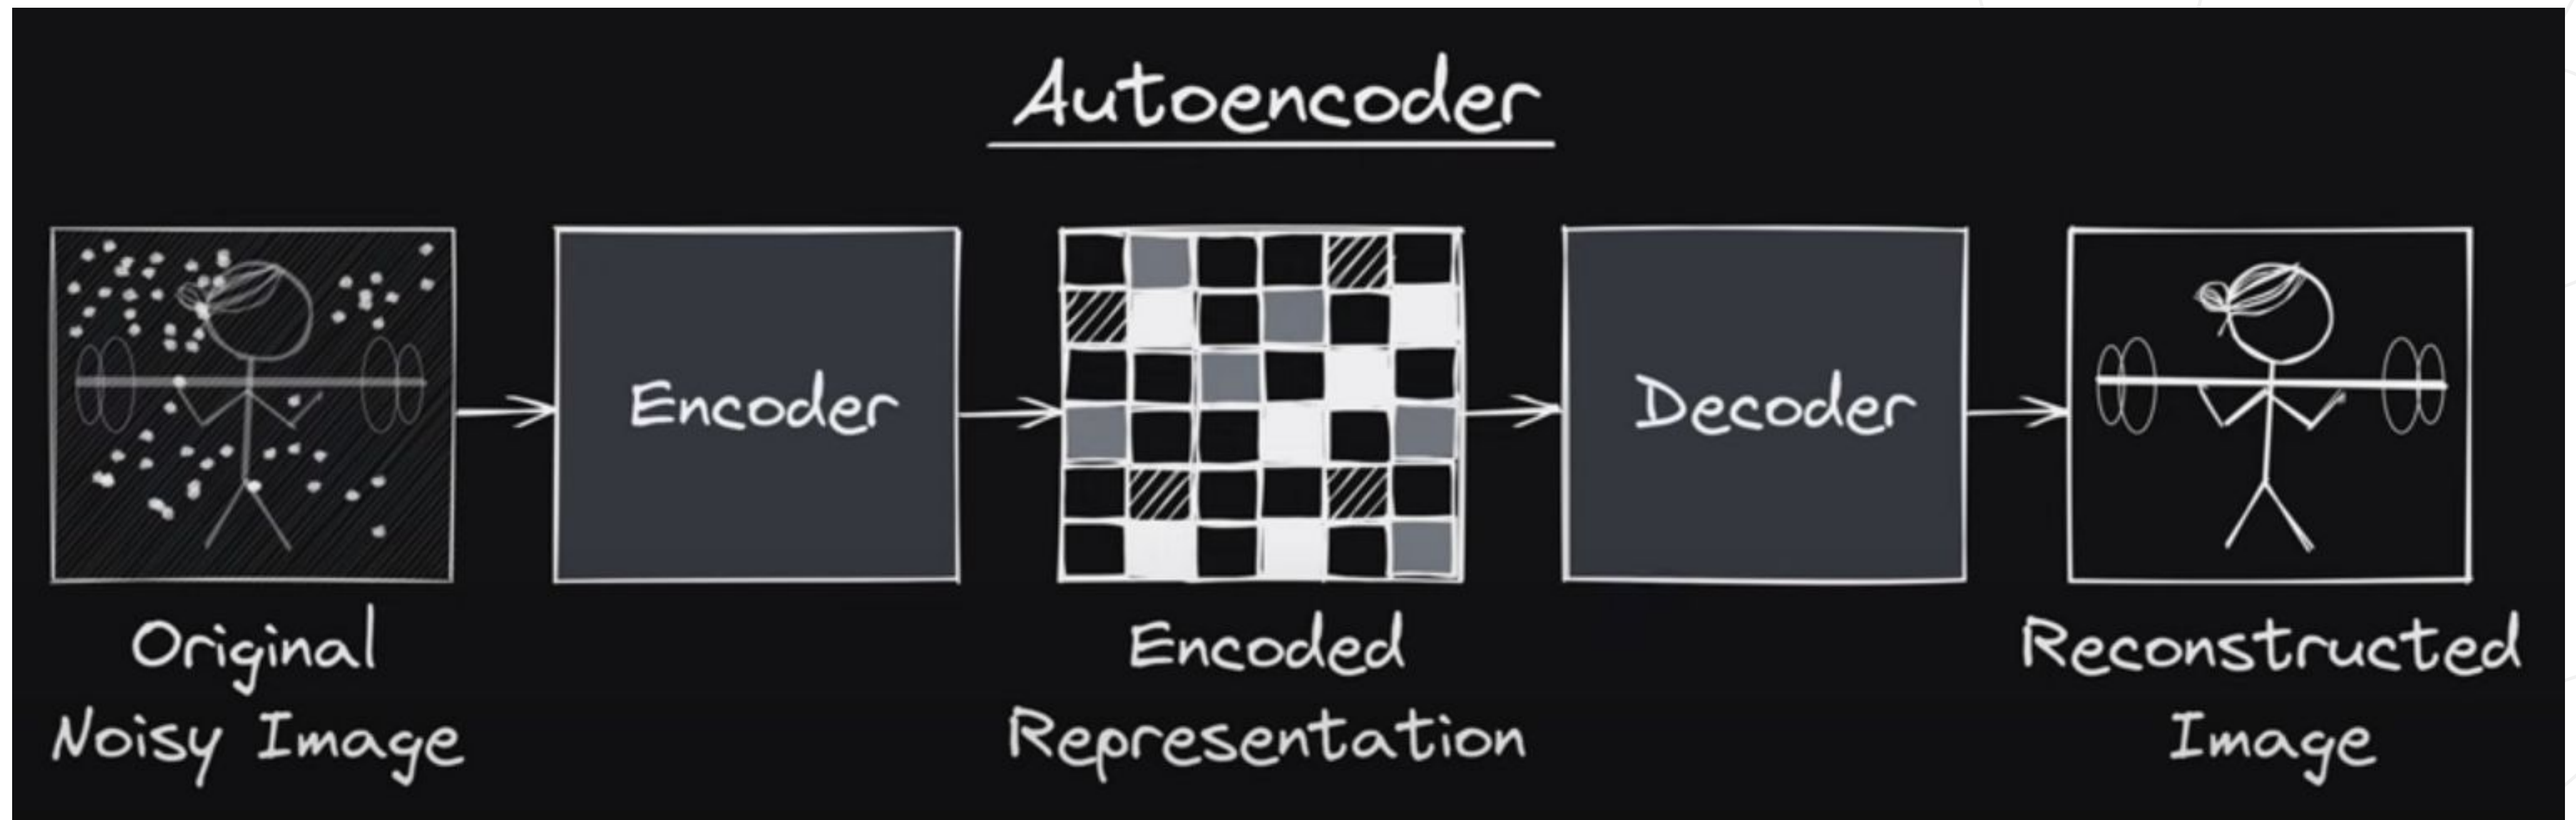 Autoencoder
Encoder
Decoder
Original
Noisy Image
Encoded
Representation
Reconstructed
Image